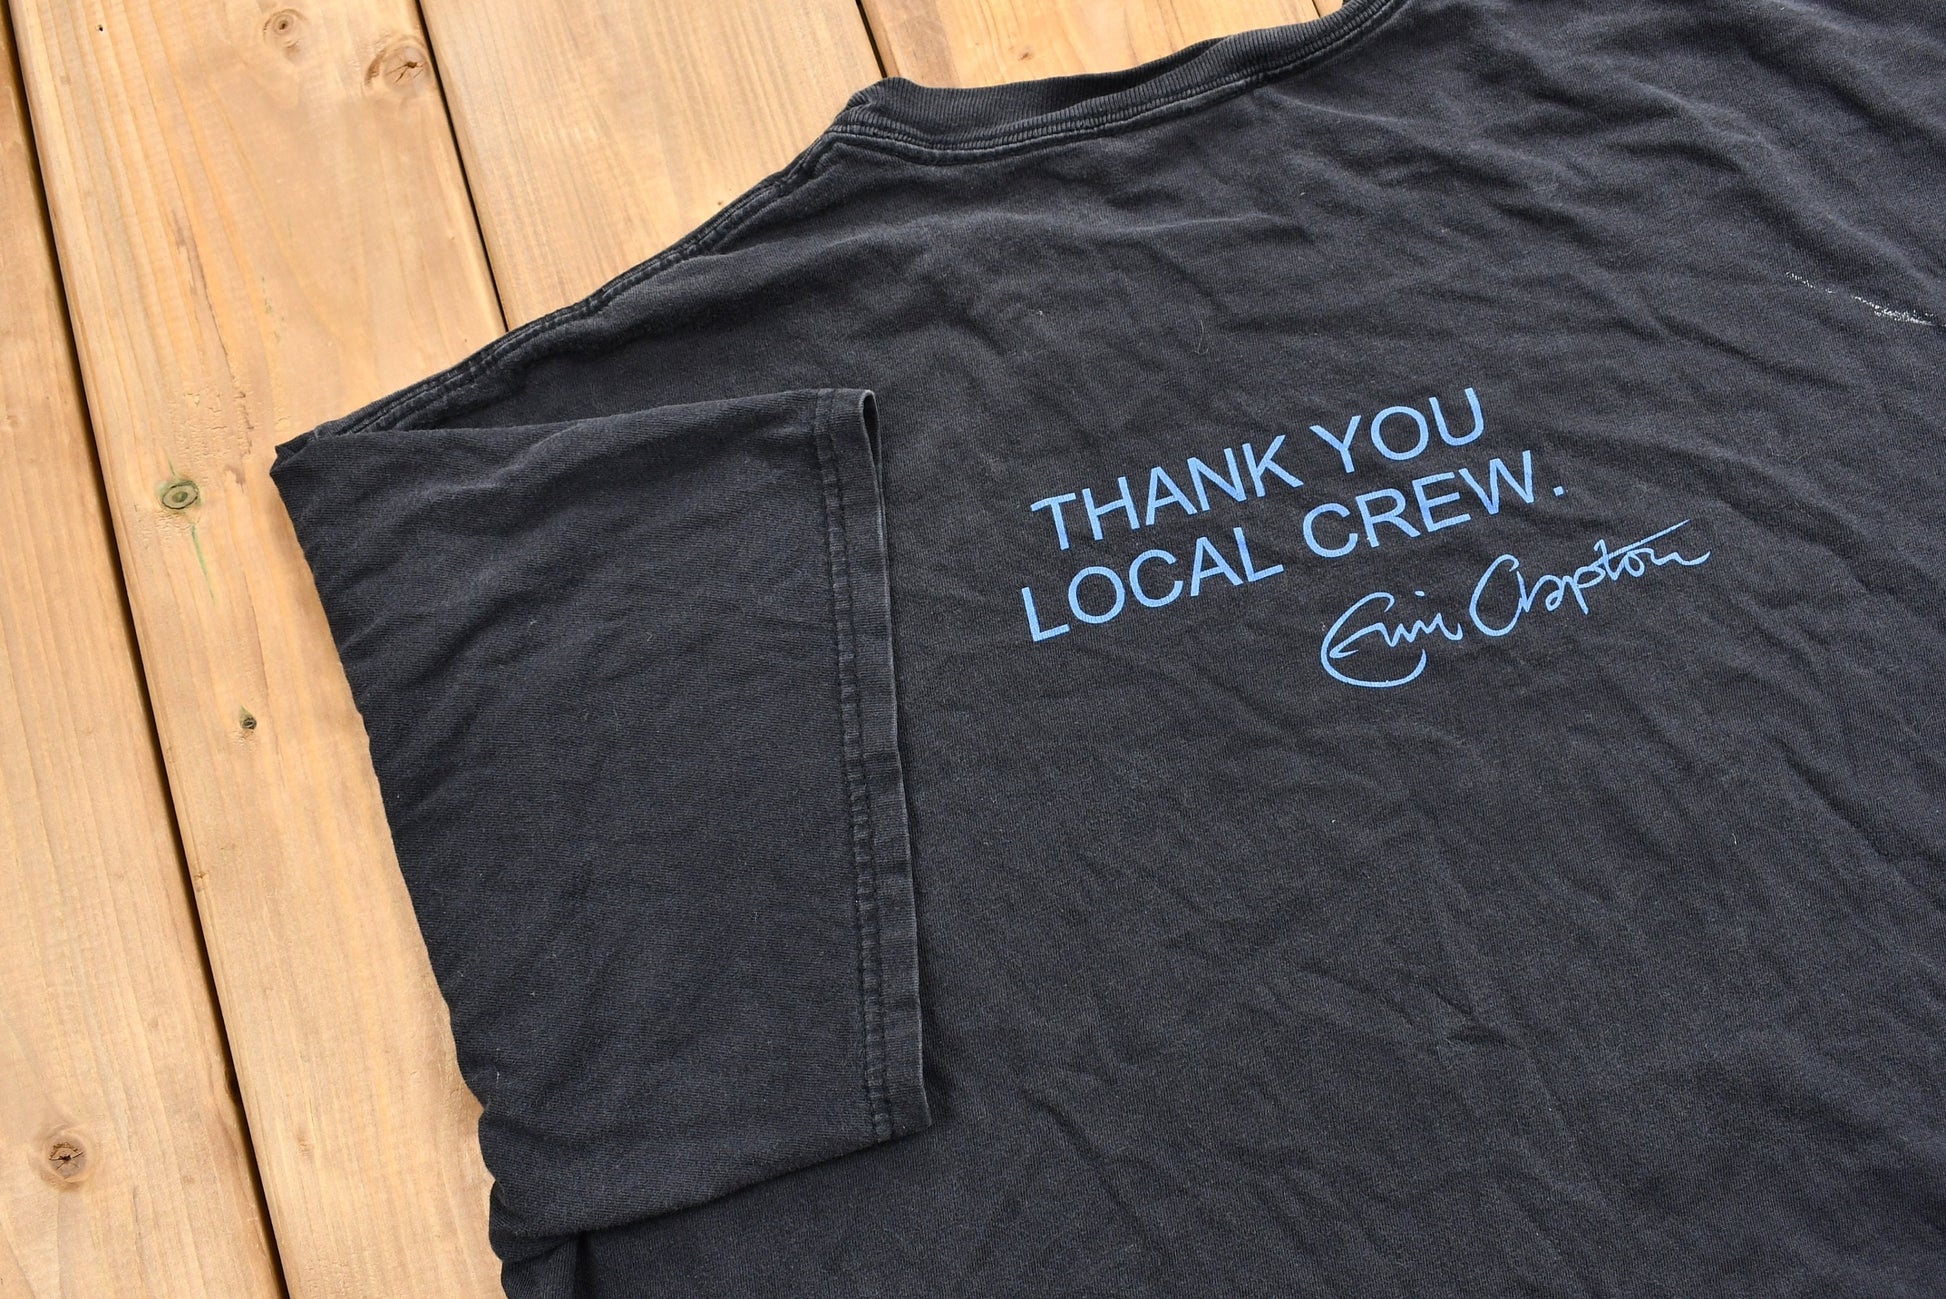 THANK YOU
LOCAL CREW.
Eric Clapton